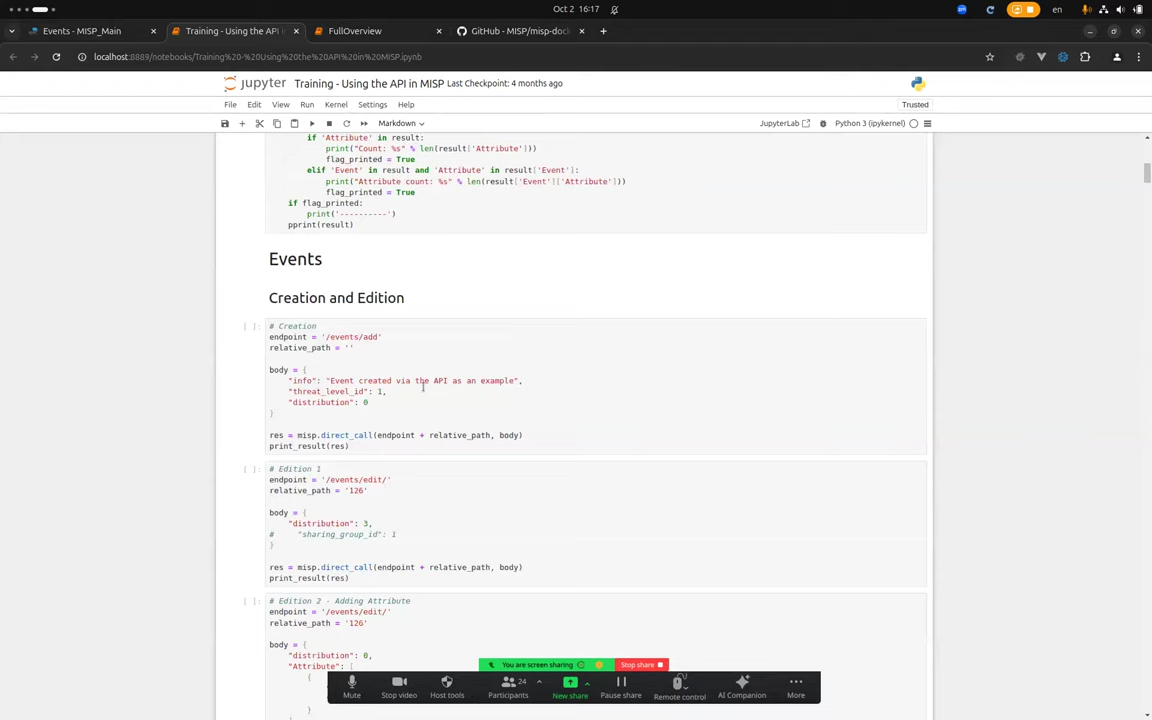 Oct 2 16:17
en
Events - MISP_Main
Training - Using the API i
FullOverview
GitHub - MISP/misp-dock
localhost:8889/notebooks/Training%20-%20Using%20the%20API%20in%20MISP.ipynb
jupyter Training - Using the API in MISP Last Checkpoint: 4 months ago
File Edit View Run Kernel Settings Help
Trusted
Markdown
JupyterLab
Python 3 (ipykernel)
if 'Attribute' in result:
print("Count: %s" % len(result['Attribute']))
flag_printed = True
elif 'Event' in result and 'Attribute' in result['Event']:
print("Attribute count: %s" % len(result['Event']['Attribute']))
flag_printed = True
if flag_printed:
print('----------')
pprint(result)
Events
Creation and Edition
[ ]:
# Creation
endpoint = '/events/add'
relative_path = ''
body = {
"info": "Event created via the API as an example",
"threat_level_id": 1,
"distribution": 0
}
res = misp.direct_call(endpoint + relative_path, body)
print_result(res)
[ ]:
# Edition 1
endpoint = '/events/edit/'
relative_path = '126'
body = {
"distribution": 3,
# "sharing_group_id": 1
}
res = misp.direct_call(endpoint + relative_path, body)
print_result(res)
[ ]:
# Edition 2 - Adding Attribute
endpoint = '/events/edit/'
relative_path = '126'
body = {
"distribution": 0,
"Attribute": [
{
}
You are screen sharing
Stop share
Mute
Stop video
Host tools
Participants 24
New share
Pause share
Remote control
AI Companion
More